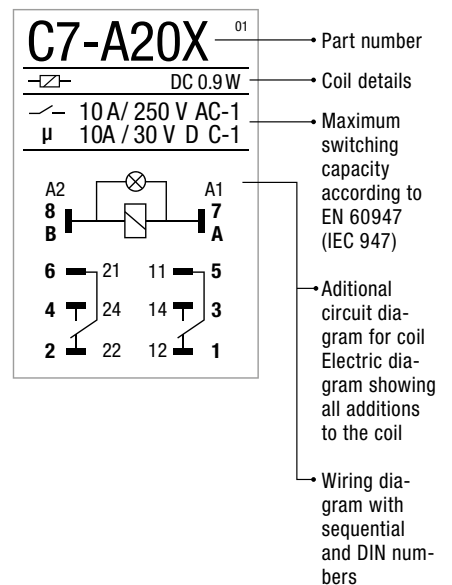 C7-A20X 01
DC 0.9 W
10 A/ 250 V AC-1
µ 10A / 30 V D C-1
A2 A1
8 7
B A
6 21 11 5
4 24 14 3
2 22 12 1
Part number
Coil details
Maximum
switching
capacity
according to
EN 60947
(IEC 947)
Aditional
circuit dia-
gram for coil
Electric dia-
gram showing
all additions
to the coil
Wiring dia-
gram with
sequential
and DIN num-
bers